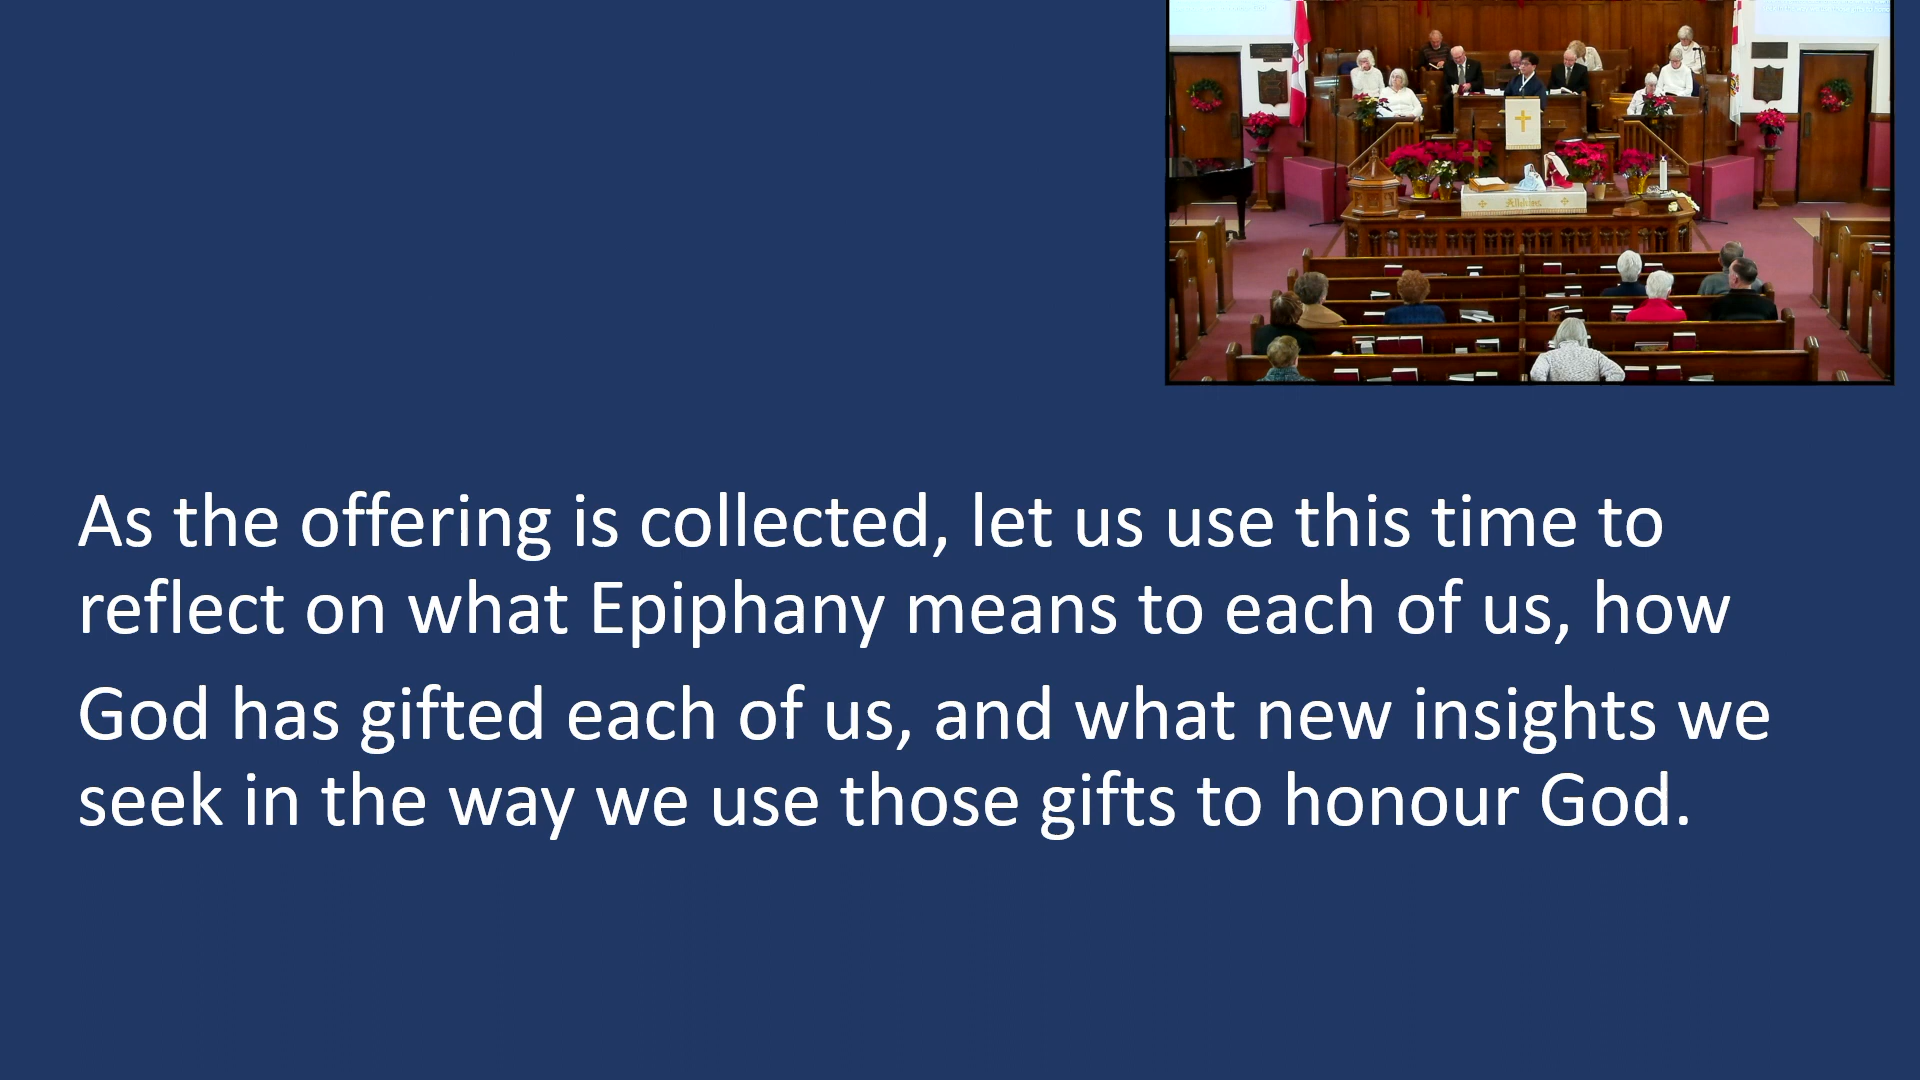 Alleluia
As the offering is collected, let us use this time to
reflect on what Epiphany means to each of us, how
God has gifted each of us, and what new insights we
seek in the way we use those gifts to honour God.